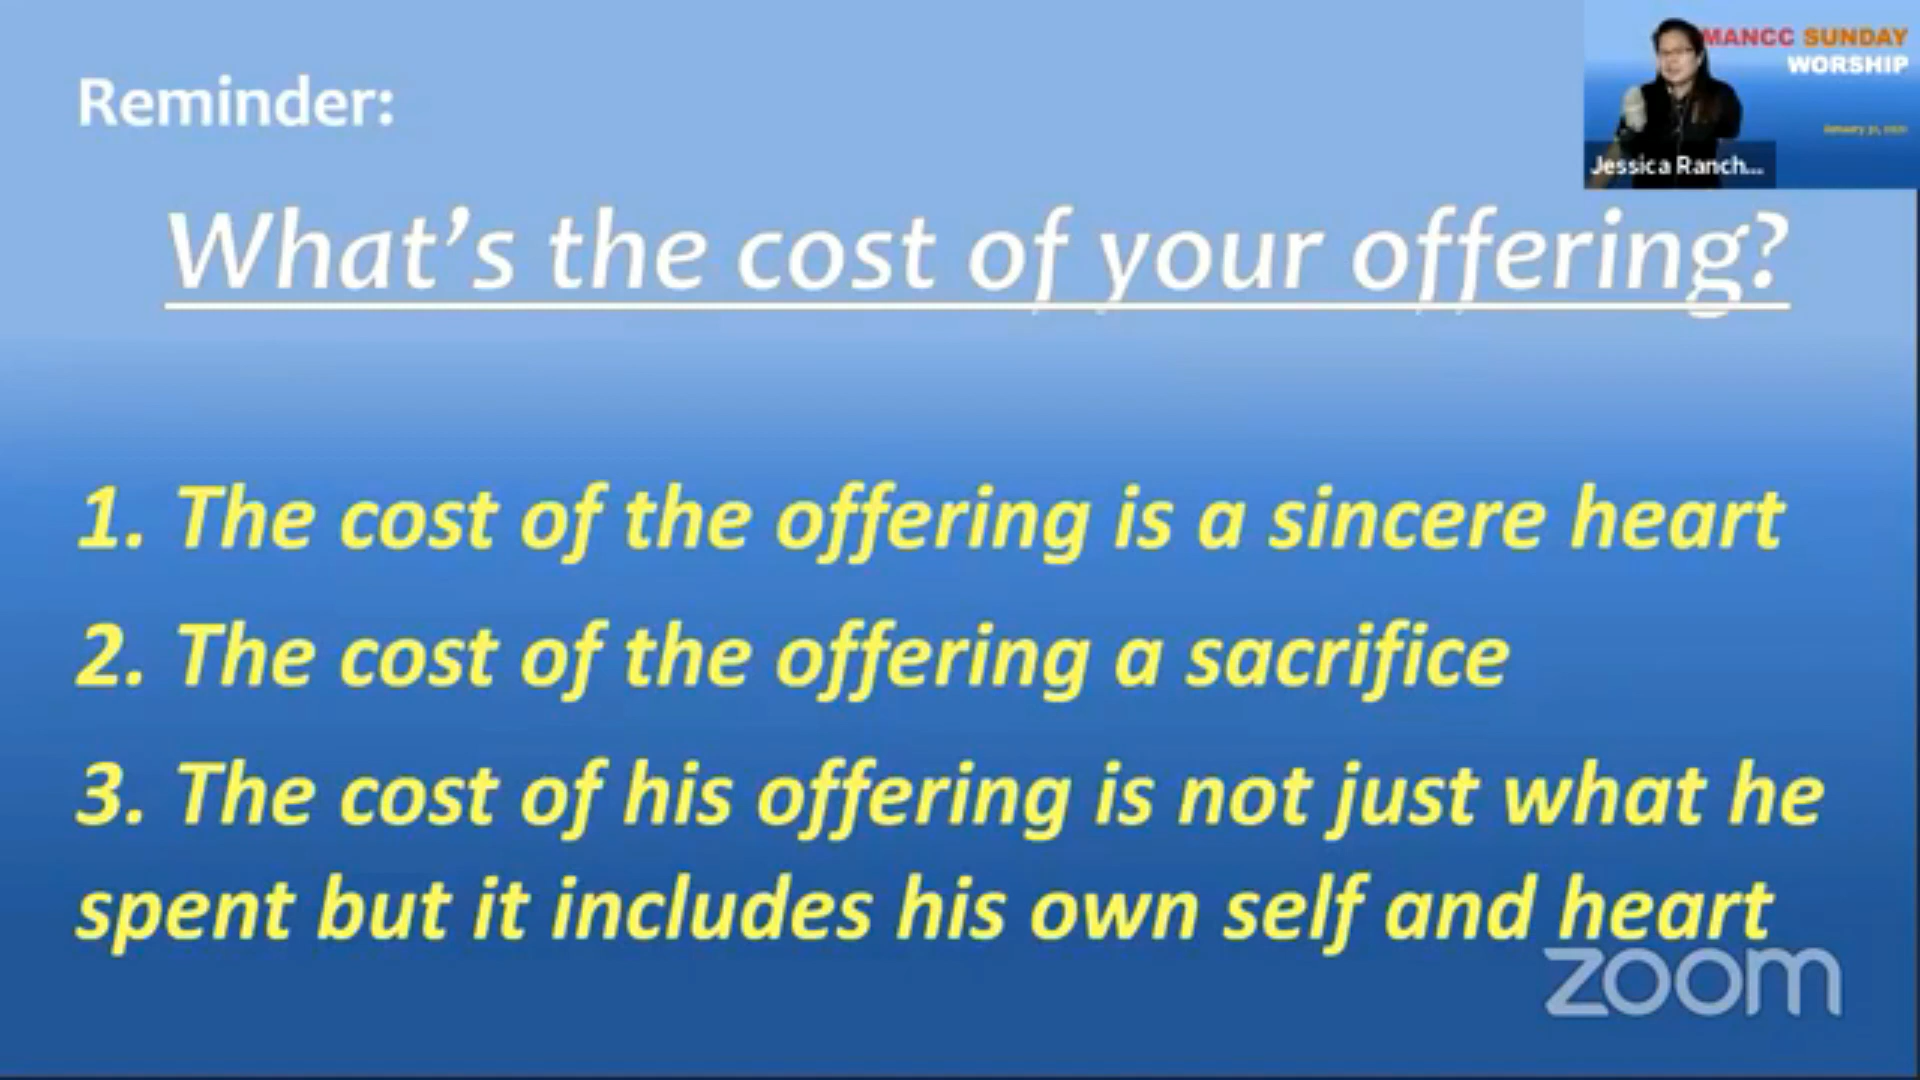 Reminder:
MANCC SUNDAY
WORSHIP
Jessica Ranch...
What's the cost of your offering?
1. The cost of the offering is a sincere heart
2. The cost of the offering a sacrifice
3. The cost of his offering is not just what he
spent but it includes his own self and heart
zoom